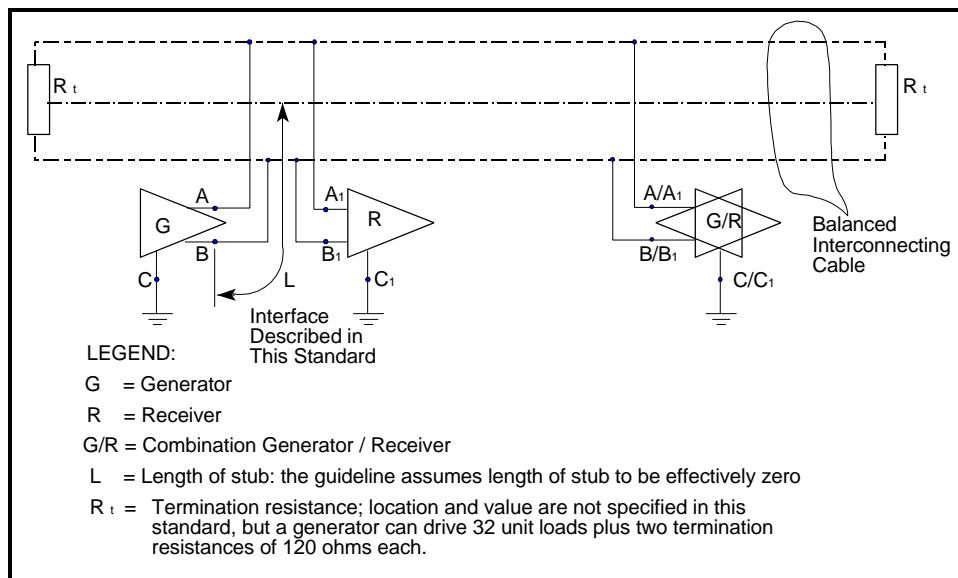 R t
R t
A
A1
A/A1
G
R
G/R
B
B1
B/B1
Balanced
Interconnecting
Cable
C
L
C1
C/C1
Interface
Described in
This Standard
LEGEND:
G = Generator
R = Receiver
G/R = Combination Generator / Receiver
L = Length of stub: the guideline assumes length of stub to be effectively zero
R t = Termination resistance; location and value are not specified in this
standard, but a generator can drive 32 unit loads plus two termination
resistances of 120 ohms each.